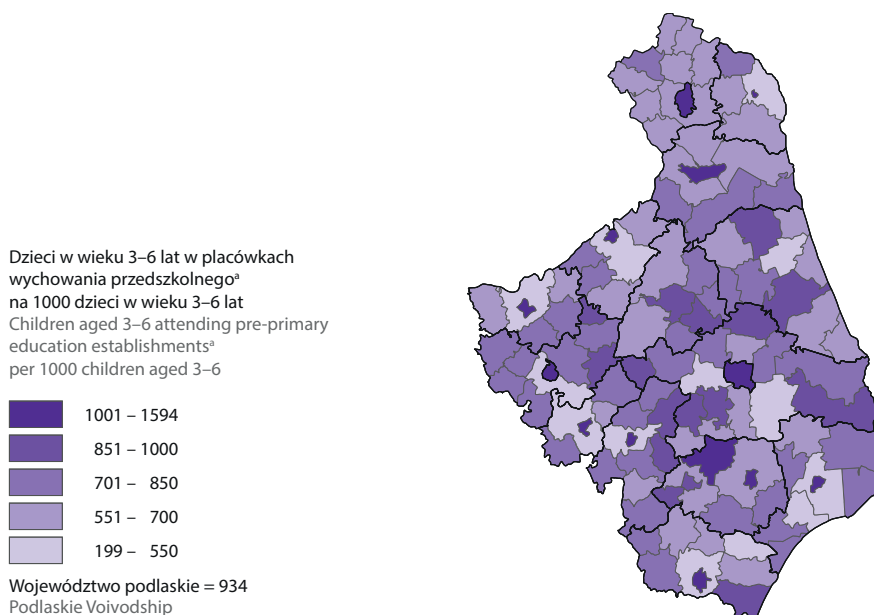 Dzieci w wieku 3–6 lat w placówkach
wychowania przedszkolnegoᵃ
na 1000 dzieci w wieku 3–6 lat
Children aged 3–6 attending pre-primary
education establishmentsᵃ
per 1000 children aged 3–6
1001 – 1594
851 – 1000
701 – 850
551 – 700
199 – 550
Województwo podlaskie = 934
Podlaskie Voivodship